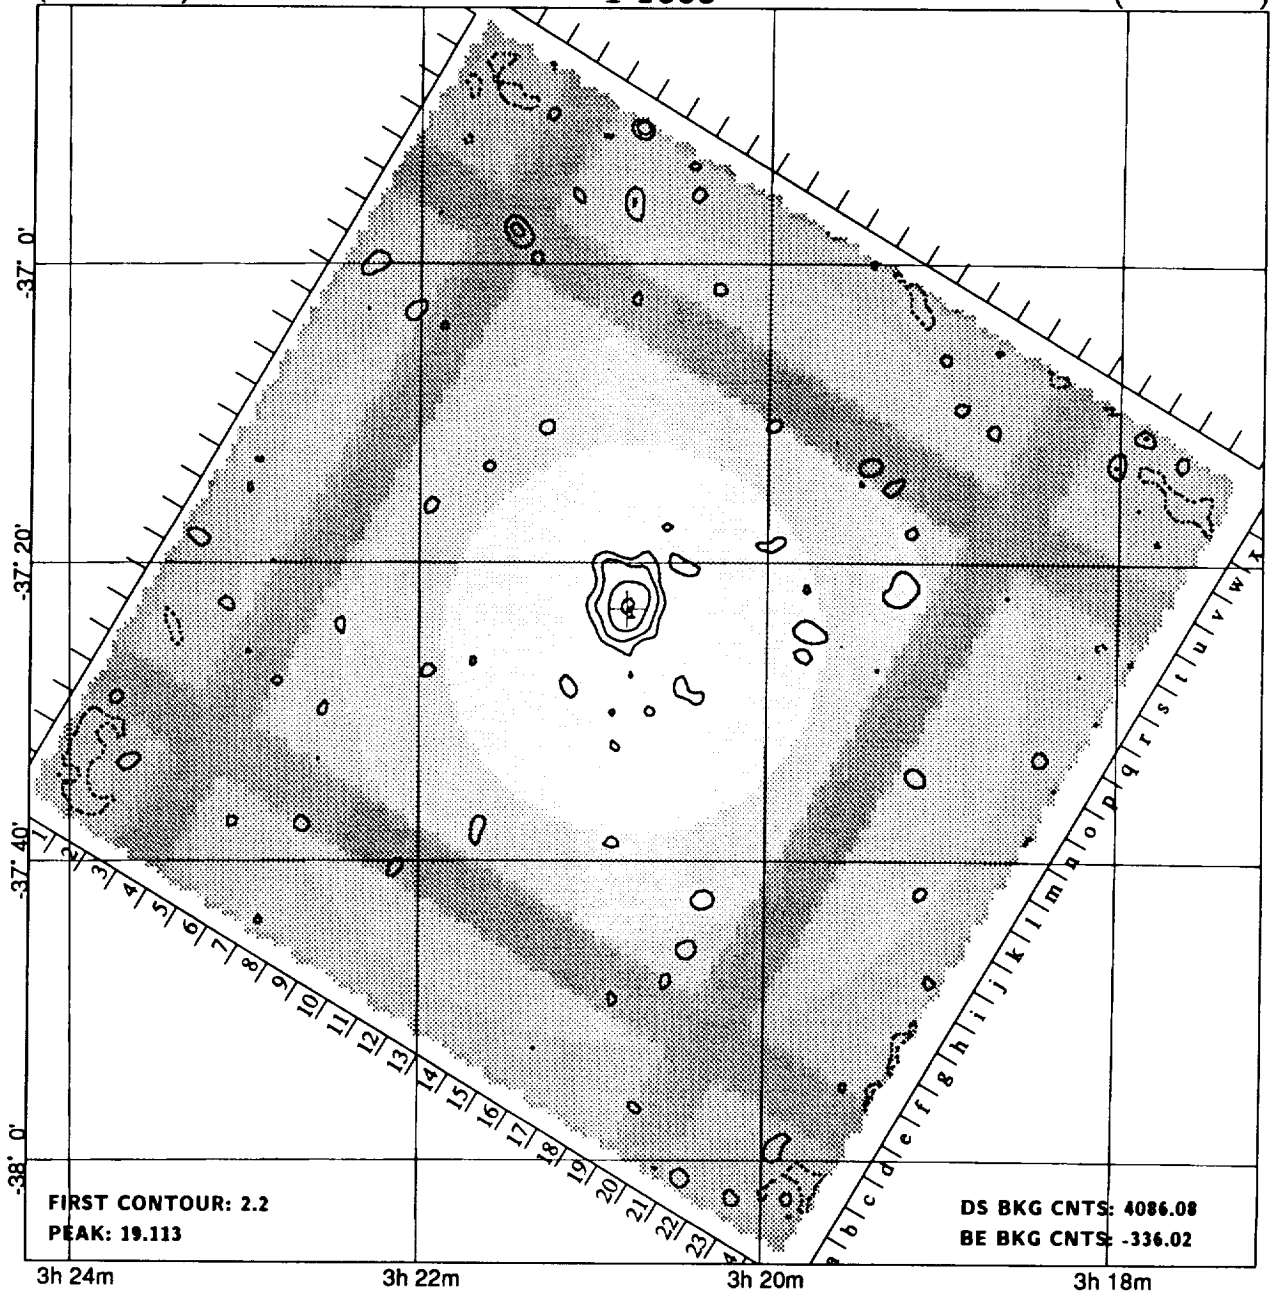 -37° 0'
-37° 20'
-37° 40'
-38° 0'
1 2 3 4 5 6 7 8 9 10 11 12 13 14 15 16 17 18 19 20 21 22 23
a b c d e f g h i j k l m n o p q r s t u v w x
FIRST CONTOUR: 2.2
PEAK: 19.113
DS BKG CNTS: 4086.08
BE BKG CNTS: -336.02
3h 24m 3h 22m 3h 20m 3h 18m